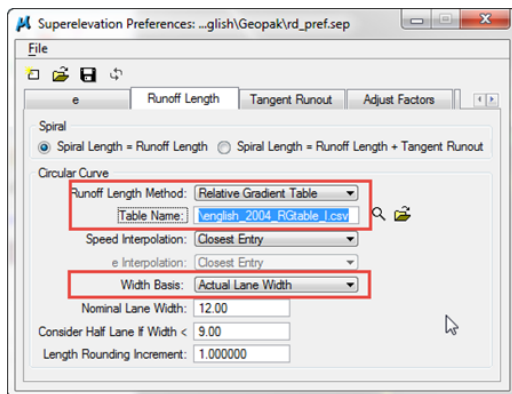 Superelevation Preferences: ...glish\Geopak\rd_pref.sep
File
e Runoff Length Tangent Runout Adjust Factors
Spiral
Spiral Length = Runoff Length Spiral Length = Runoff Length + Tangent Runout
Circular Curve
Runoff Length Method: Relative Gradient Table
Table Name: \english_2004_RGtable_I.csv
Speed Interpolation: Closest Entry
e Interpolation: Closest Entry
Width Basis: Actual Lane Width
Nominal Lane Width: 12.00
Consider Half Lane If Width < 9.00
Length Rounding Increment: 1.000000